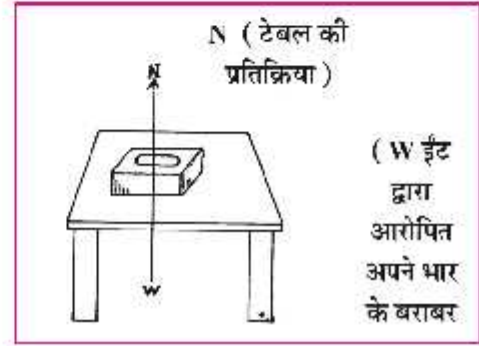 N ( टेबल की
प्रतिक्रिया )
N
( W ईंट
द्वारा
आरोपित
अपने भार
के बराबर
W